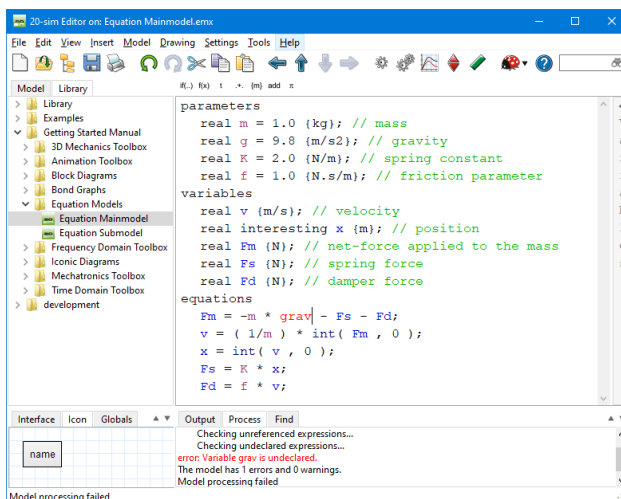 20-sim Editor on: Equation Mainmodel.emx
File Edit View Insert Model Drawing Settings Tools Help
Model Library
if(..) f(x) t .+. {m} add π
Library
Examples
Getting Started Manual
3D Mechanics Toolbox
Animation Toolbox
Block Diagrams
Bond Graphs
Equation Models
Equation Mainmodel
Equation Submodel
Frequency Domain Toolbox
Iconic Diagrams
Mechatronics Toolbox
Time Domain Toolbox
development
parameters
real m = 1.0 {kg}; // mass
real g = 9.8 {m/s2}; // gravity
real K = 2.0 {N/m}; // spring constant
real f = 1.0 {N.s/m}; // friction parameter
variables
real v {m/s}; // velocity
real interesting x {m}; // position
real Fm {N}; // net-force applied to the mass
real Fs {N}; // spring force
real Fd {N}; // damper force
equations
Fm = -m * grav - Fs - Fd;
v = ( 1/m ) * int( Fm , 0 );
x = int( v , 0 );
Fs = K * x;
Fd = f * v;
Interface Icon Globals
name
Output Process Find
Checking unreferenced expressions...
Checking undeclared expressions...
error: Variable grav is undeclared.
The model has 1 errors and 0 warnings.
Model processing failed
Model processing failed